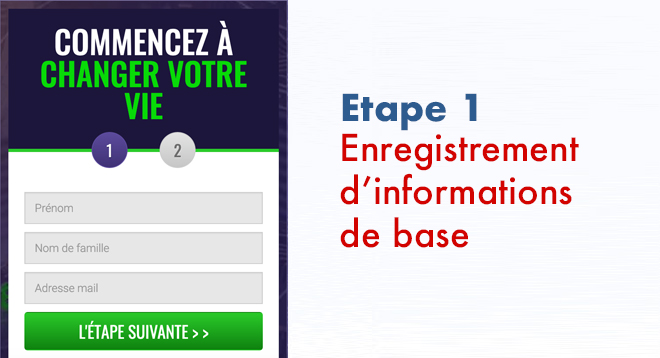 COMMENCEZ À
CHANGER VOTRE
VIE
1
2
Prénom
Nom de famille
Adresse mail
L'ÉTAPE SUIVANTE > >
Etape 1
Enregistrement
d’informations
de base